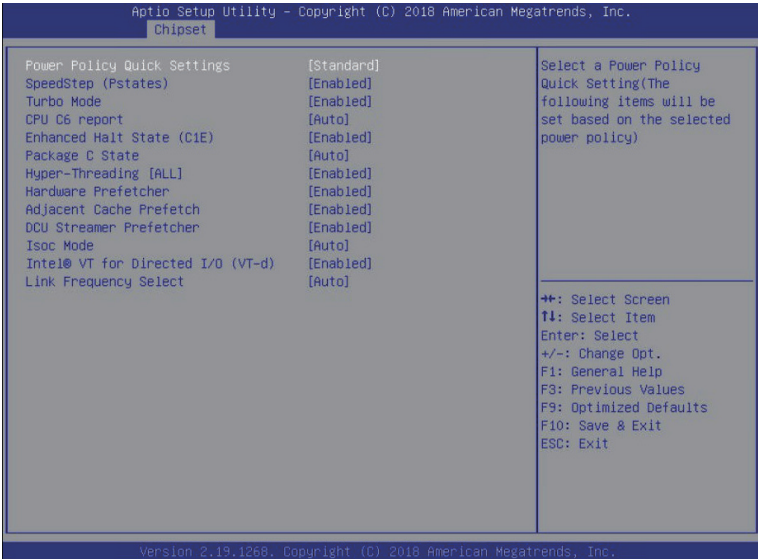 Aptio Setup Utility – Copyright (C) 2018 American Megatrends, Inc.
Chipset
Power Policy Quick Settings [Standard]
SpeedStep (Pstates) [Enabled]
Turbo Mode [Enabled]
CPU C6 report [Auto]
Enhanced Halt State (C1E) [Enabled]
Package C State [Auto]
Hyper-Threading [ALL] [Enabled]
Hardware Prefetcher [Enabled]
Adjacent Cache Prefetch [Enabled]
DCU Streamer Prefetcher [Enabled]
Isoc Mode [Auto]
Intel® VT for Directed I/O (VT-d) [Enabled]
Link Frequency Select [Auto]
Select a Power Policy
Quick Setting(The
following items will be
set based on the selected
power policy)
→←: Select Screen
↑↓: Select Item
Enter: Select
+/-: Change Opt.
F1: General Help
F3: Previous Values
F9: Optimized Defaults
F10: Save & Exit
ESC: Exit
Version 2.19.1268. Copyright (C) 2018 American Megatrends, Inc.